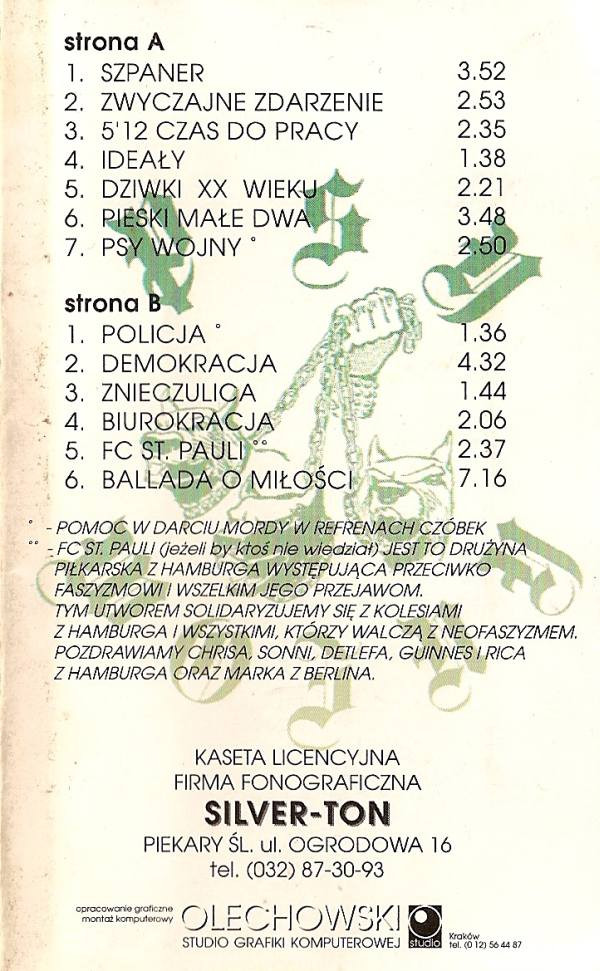 strona A
1. SZPANER 3.52
2. ZWYCZAJNE ZDARZENIE 2.53
3. 5'12 CZAS DO PRACY 2.35
4. IDEAŁY 1.38
5. DZIWKI XX WIEKU 2.21
6. PIESKI MAŁE DWA 3.48
7. PSY WOJNY ° 2.50
strona B
1. POLICJA ° 1.36
2. DEMOKRACJA 4.32
3. ZNIECZULICA 1.44
4. BIUROKRACJA 2.06
5. FC ST. PAULI °° 2.37
6. BALLADA O MIŁOŚCI 7.16
° - POMOC W DARCIU MORDY W REFRENACH CZÓBEK
°° - FC ST. PAULI (jeżeli by ktoś nie wiedział) JEST TO DRUŻYNA
PIŁKARSKA Z HAMBURGA WYSTĘPUJĄCA PRZECIWKO
FASZYZMOWI I WSZELKIM JEGO PRZEJAWOM.
TYM UTWOREM SOLIDARYZUJEMY SIĘ Z KOLESIAMI
Z HAMBURGA I WSZYSTKIMI, KTÓRZY WALCZĄ Z NEOFASZYZMEM.
POZDRAWIAMY CHRISA, SONNI, DETLEFA, GUINNES I RICA
Z HAMBURGA ORAZ MARKA Z BERLINA.
PSY WOJNY
KASETA LICENCYJNA
FIRMA FONOGRAFICZNA
SILVER-TON
PIEKARY ŚL. ul. OGRODOWA 16
tel. (032) 87-30-93
opracowanie graficzne
montaż komputerowy
OLECHOWSKI
STUDIO GRAFIKI KOMPUTEROWEJ
studio
Kraków
tel. (0 12) 56 44 87